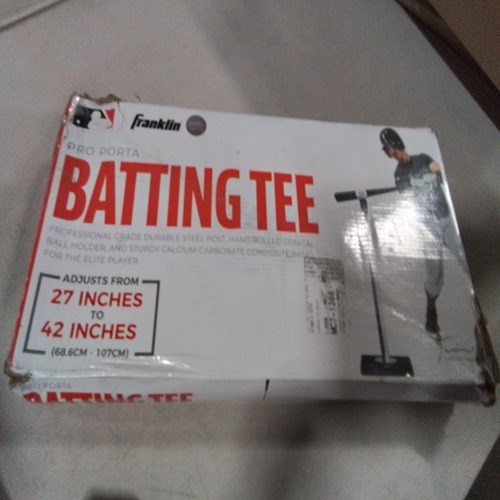 Franklin
PRO PORTA
BATTING TEE
PROFESSIONAL GRADE DURABLE STEEL POST, HAND ROLLED CONICAL
BALL HOLDER, AND STURDY CALCIUM CARBONATE COMPOSITE BASE
FOR THE ELITE PLAYER
ADJUSTS FROM
27 INCHES
TO
42 INCHES
(68.6CM - 107CM)
PRO PORTA
BATTING TEE